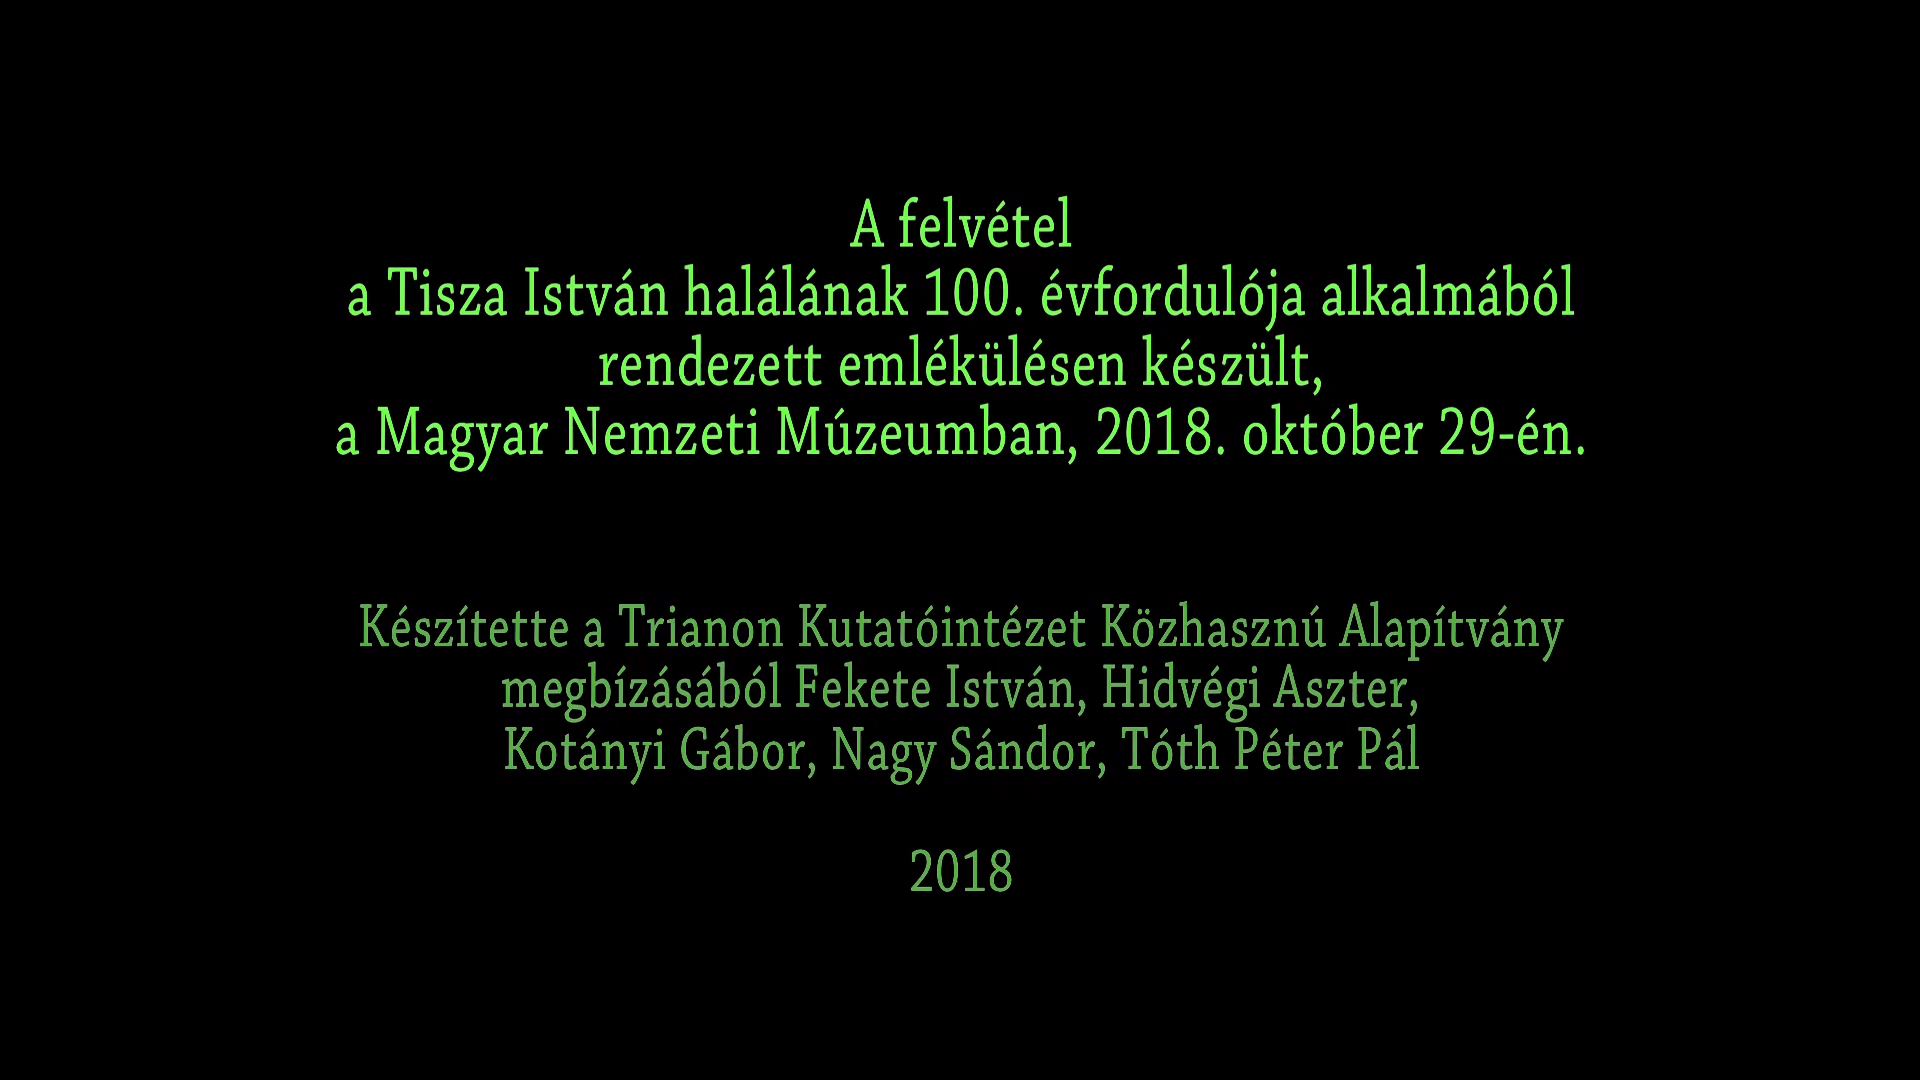 A felvétel
a Tisza István halálának 100. évfordulója alkalmából
rendezett emlékülésen készült,
a Magyar Nemzeti Múzeumban, 2018. október 29-én.
Készítette a Trianon Kutatóintézet Közhasznú Alapítvány
megbízásából Fekete István, Hidvégi Aszter,
Kotányi Gábor, Nagy Sándor, Tóth Péter Pál
2018